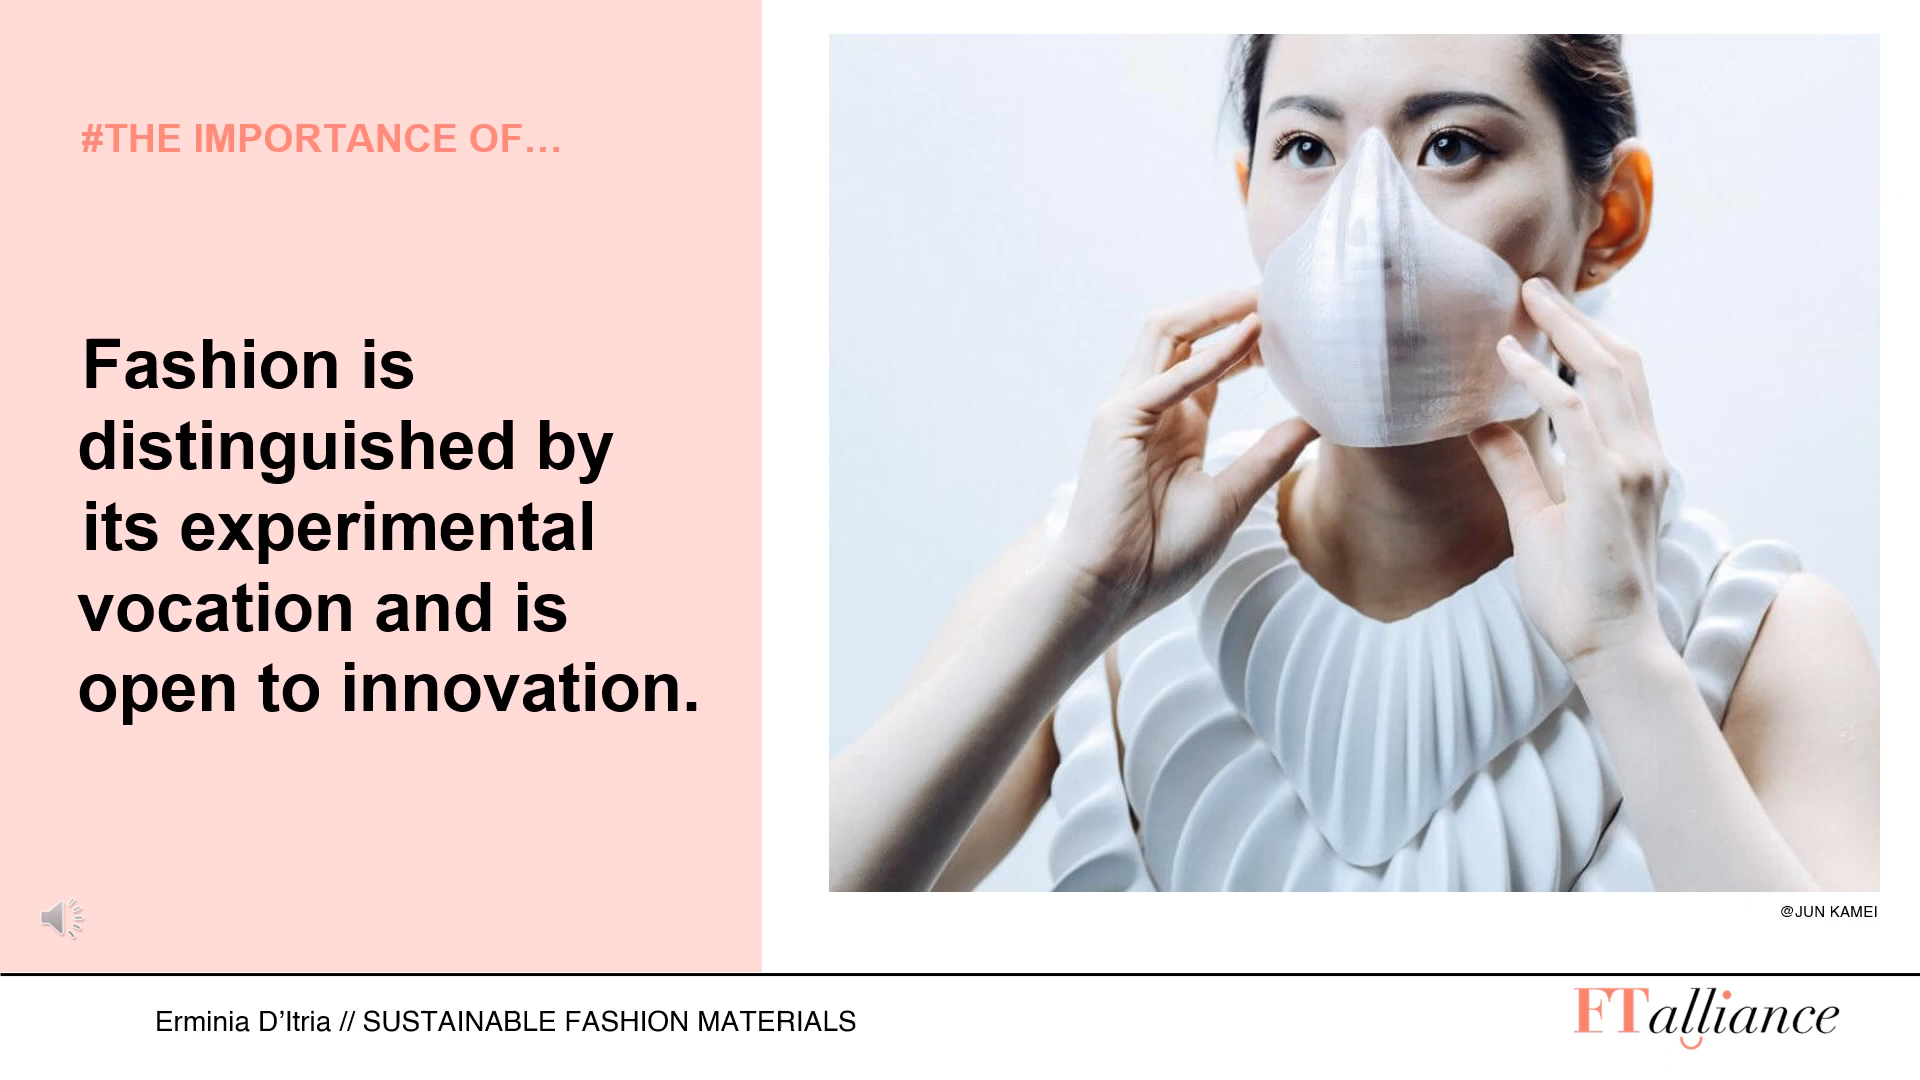 #THE IMPORTANCE OF…
Fashion is
distinguished by
its experimental
vocation and is
open to innovation.
@JUN KAMEI
Erminia D’Itria // SUSTAINABLE FASHION MATERIALS
FTalliance